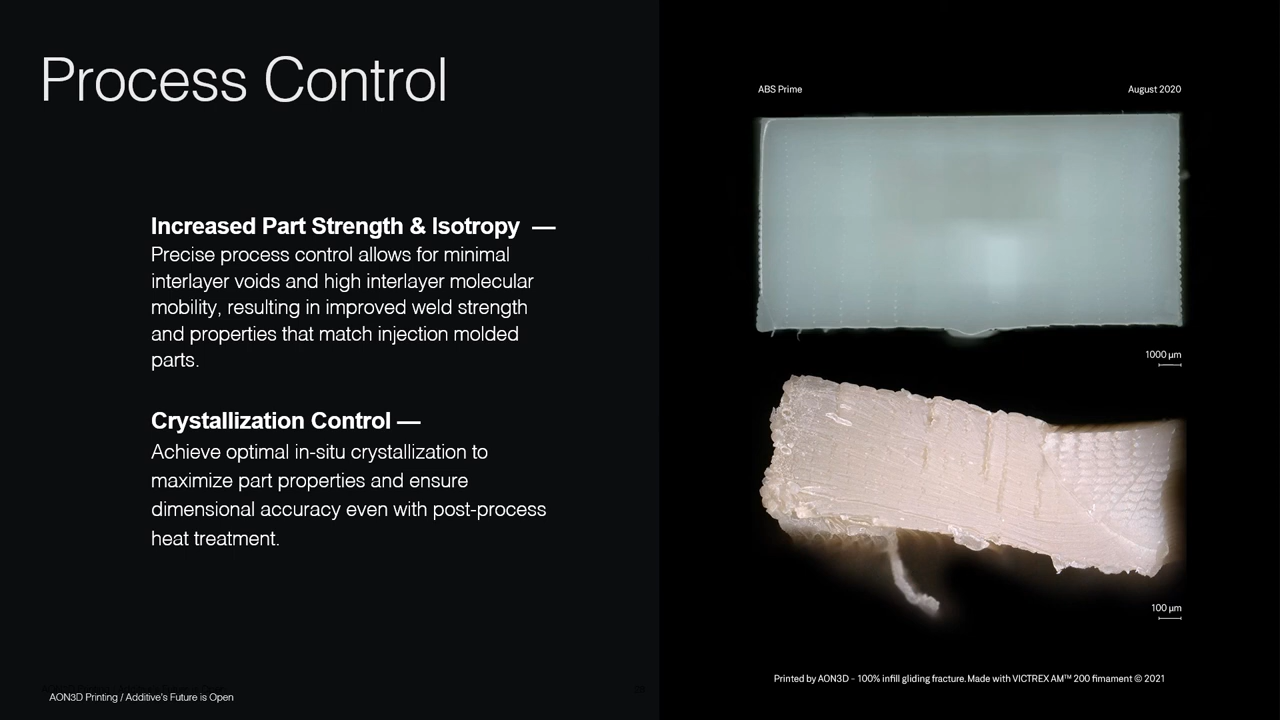 Process Control
Increased Part Strength & Isotropy —
Precise process control allows for minimal
interlayer voids and high interlayer molecular
mobility, resulting in improved weld strength
and properties that match injection molded
parts.
Crystallization Control —
Achieve optimal in-situ crystallization to
maximize part properties and ensure
dimensional accuracy even with post-process
heat treatment.
AON3D Printing / Additive's Future is Open
ABS Prime
August 2020
1000 µm
100 µm
Printed by AON3D - 100% infill gliding fracture. Made with VICTREX AM™ 200 fimament © 2021